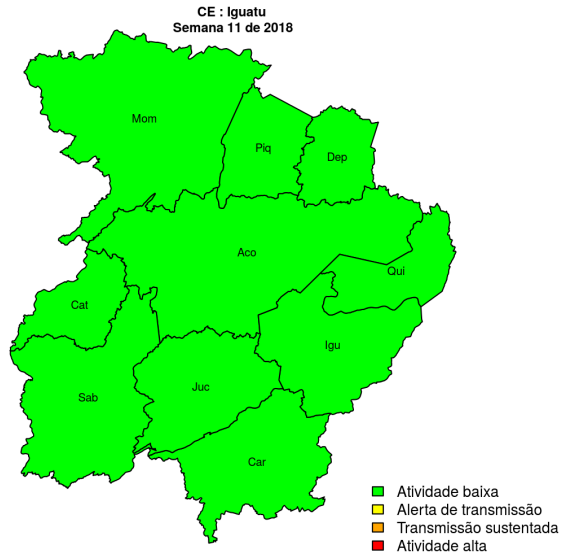 CE : Iguatu
Semana 11 de 2018
Mom
Piq
Dep
Aco
Qui
Cat
Igu
Juc
Sab
Car
Atividade baixa
Alerta de transmissão
Transmissão sustentada
Atividade alta